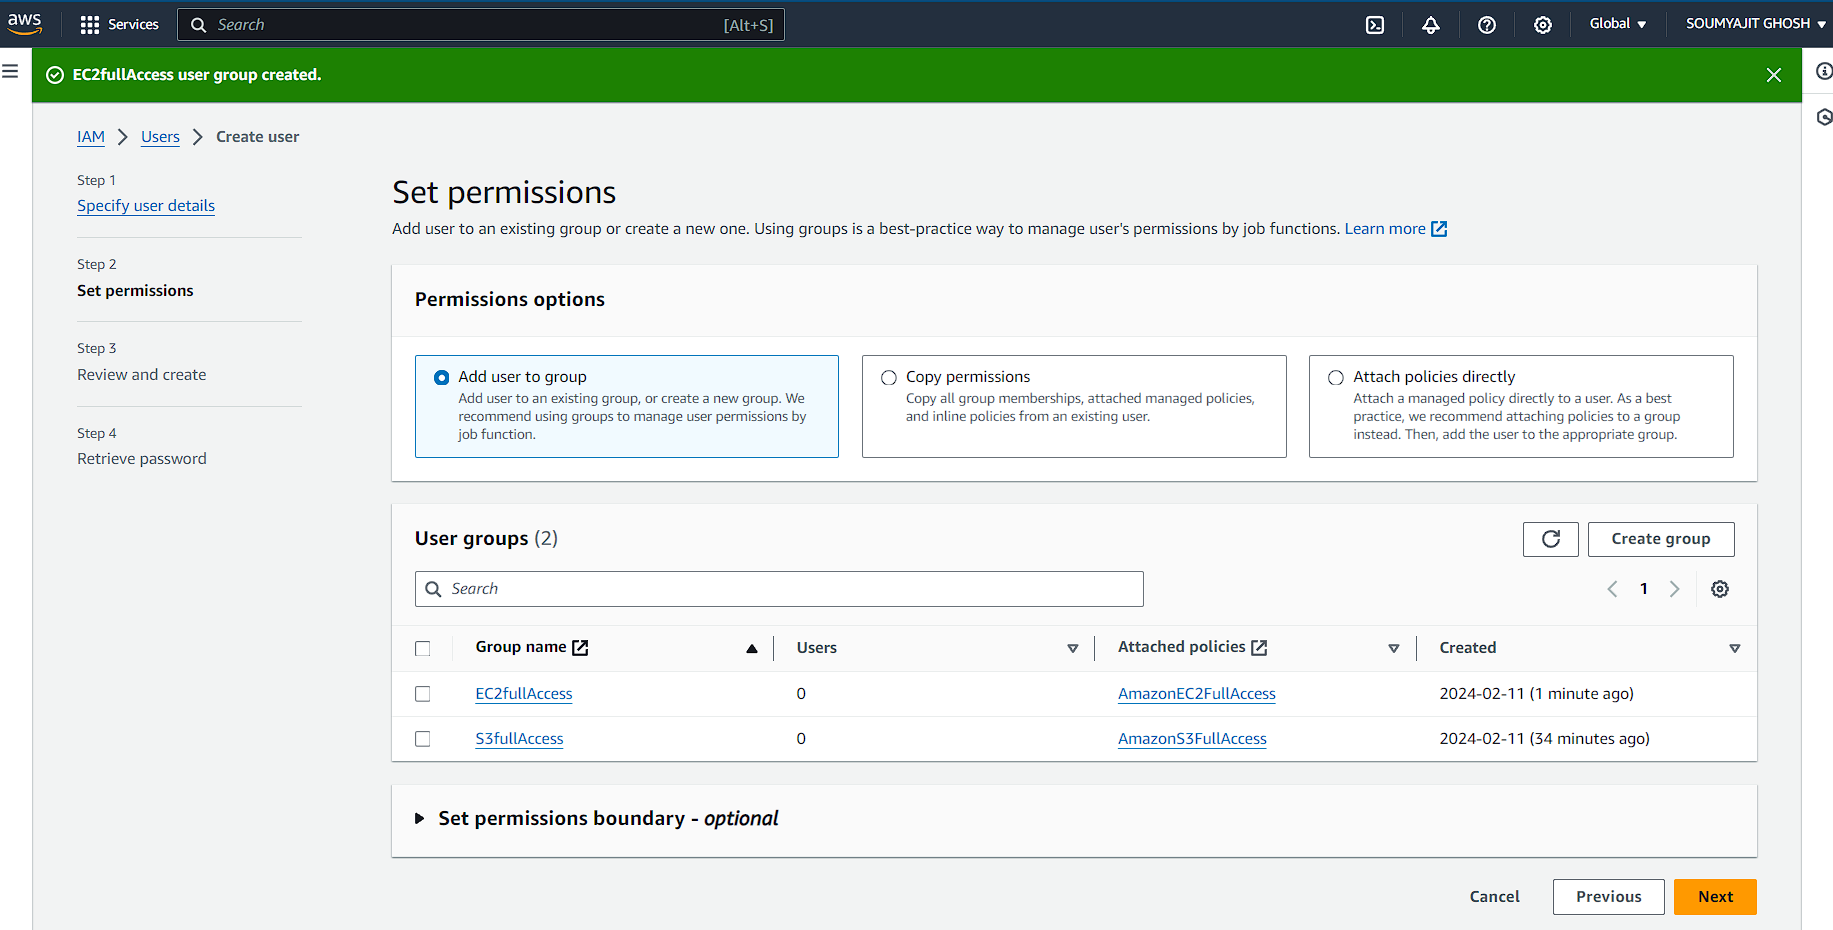 aws
Services
Search
[Alt+S]
Global
SOUMYAJIT GHOSH
EC2fullAccess user group created.
IAM
Users
Create user
Step 1
Specify user details
Step 2
Set permissions
Step 3
Review and create
Step 4
Retrieve password
Set permissions
Add user to an existing group or create a new one. Using groups is a best-practice way to manage user's permissions by job functions. Learn more
Permissions options
Add user to group
Add user to an existing group, or create a new group. We
recommend using groups to manage user permissions by
job function.
Copy permissions
Copy all group memberships, attached managed policies,
and inline policies from an existing user.
Attach policies directly
Attach a managed policy directly to a user. As a best
practice, we recommend attaching policies to a group
instead. Then, add the user to the appropriate group.
User groups (2)
Create group
Search
1
Group name
Users
Attached policies
Created
EC2fullAccess
0
AmazonEC2FullAccess
2024-02-11 (1 minute ago)
S3fullAccess
0
AmazonS3FullAccess
2024-02-11 (34 minutes ago)
Set permissions boundary - optional
Cancel
Previous
Next